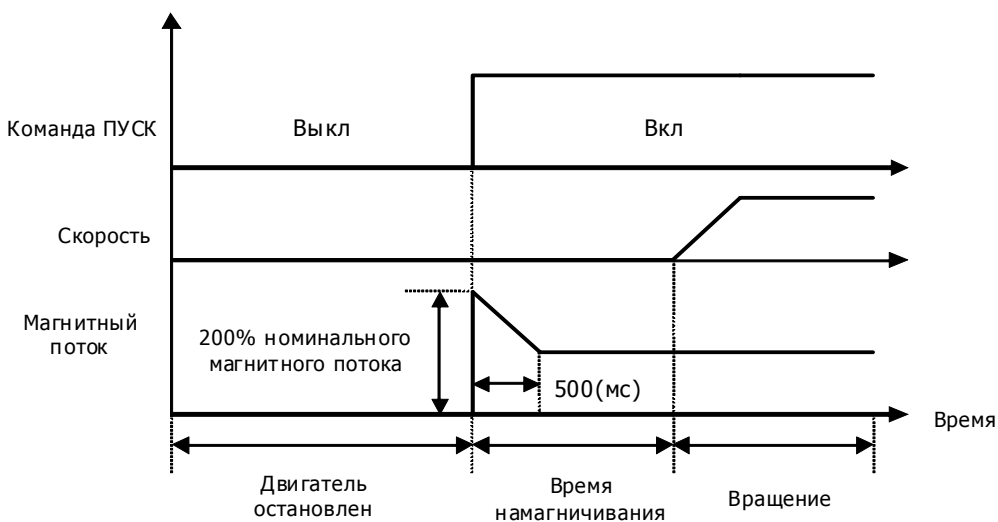 Команда ПУСК
Выкл
Вкл
Скорость
Магнитный
поток
200% номинального
магнитного потока
500(мс)
Время
Двигатель
остановлен
Время
намагничивания
Вращение